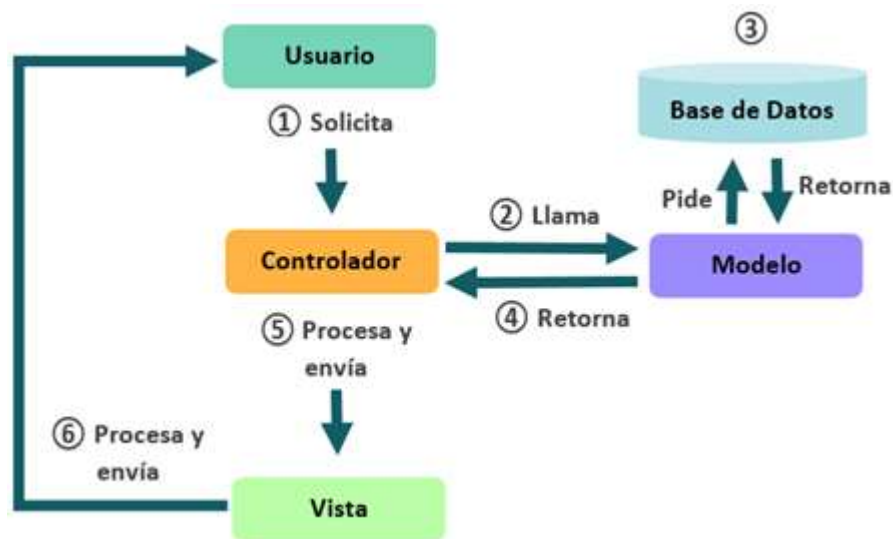 ③
Usuario
Base de Datos
① Solicita
Pide
Retorna
② Llama
Controlador
Modelo
④ Retorna
⑤ Procesa y
envía
⑥ Procesa y
envía
Vista